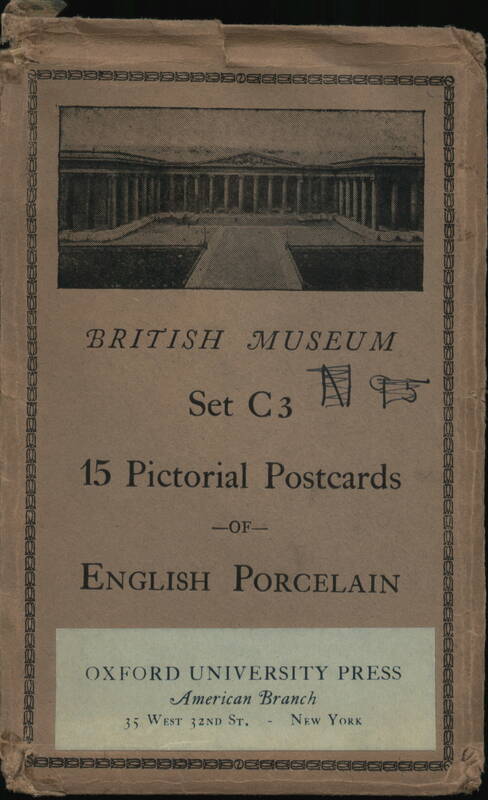 BRITISH MUSEUM
Set C 3
15 Pictorial Postcards
—OF—
ENGLISH PORCELAIN
OXFORD UNIVERSITY PRESS
American Branch
35 WEST 32ND ST. - NEW YORK